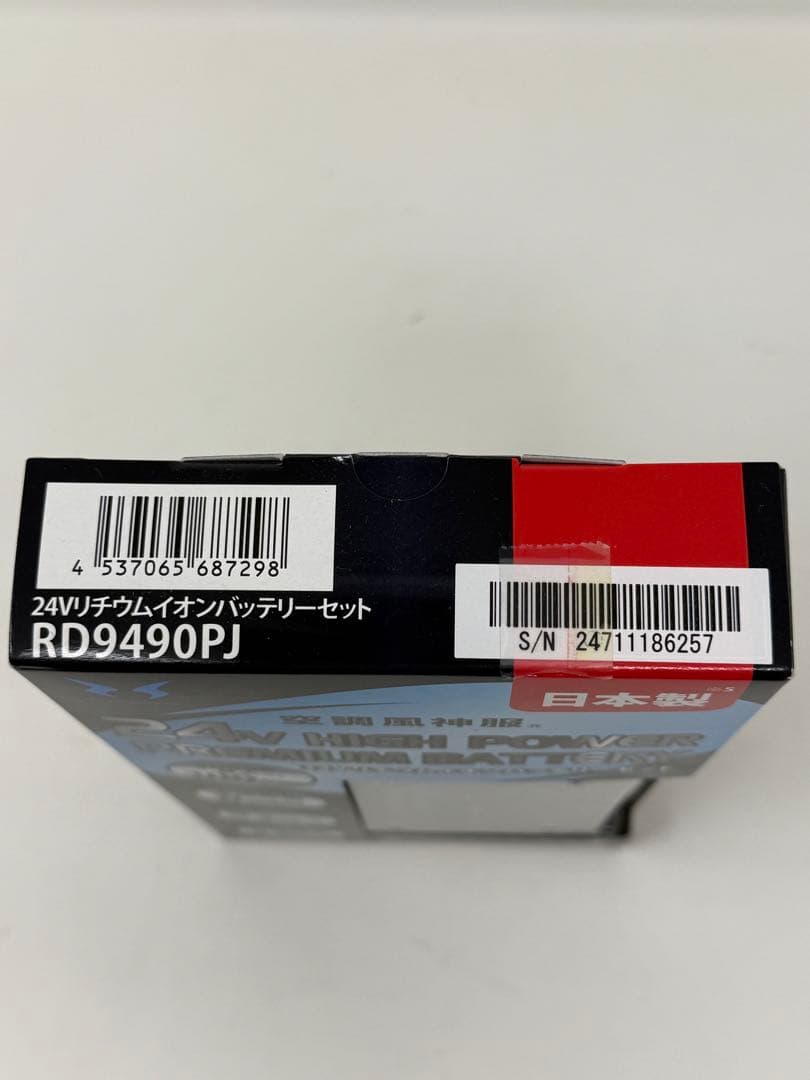 4 537065 687298
24Vリチウムイオンバッテリーセット
RD9490PJ
S/N 24711186257
日本製
空調風神服®
24V HIGH POWER
PREMIUM BATTERY